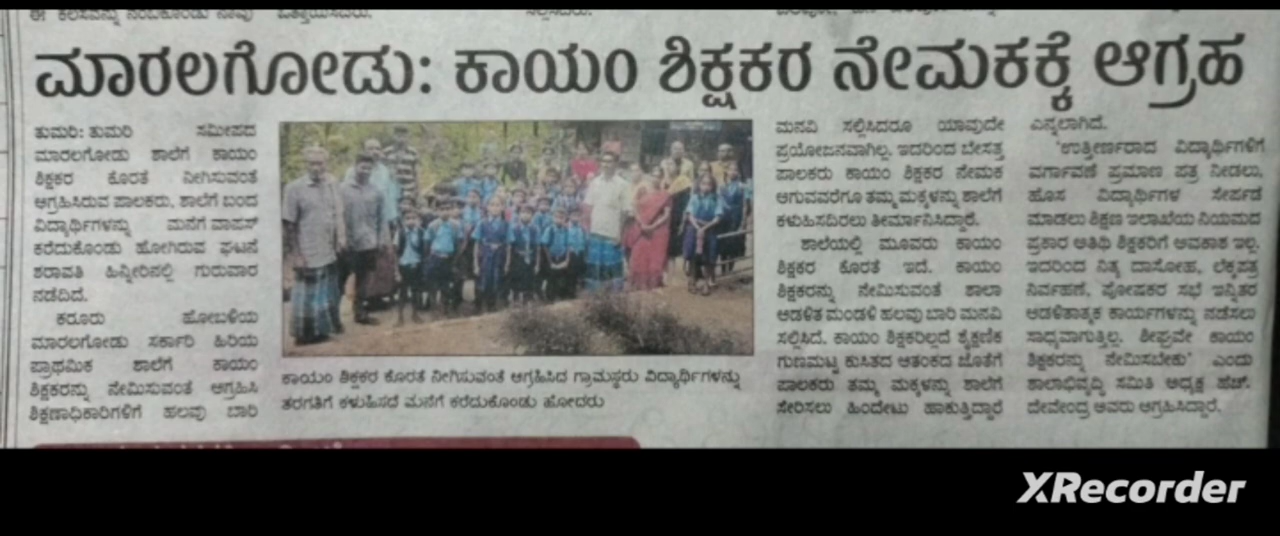 ಮಾರಲಗೋಡು: ಕಾಯಂ ಶಿಕ್ಷಕರ ನೇಮಕಕ್ಕೆ ಆಗ್ರಹ
ತುಮರಿ: ತುಮರಿ ಸಮೀಪದ
ಮಾರಲಗೋಡು ಶಾಲೆಗೆ ಕಾಯಂ
ಶಿಕ್ಷಕರ ಕೊರತೆ ನೀಗಿಸುವಂತೆ
ಆಗ್ರಹಿಸಿರುವ ಪಾಲಕರು, ಶಾಲೆಗೆ ಬಂದ
ವಿದ್ಯಾರ್ಥಿಗಳನ್ನು ಮನೆಗೆ ವಾಪಸ್
ಕರೆದುಕೊಂಡು ಹೋಗಿರುವ ಘಟನೆ
ಶರಾವತಿ ಹಿನ್ನೀರಿನಲ್ಲಿ ಗುರುವಾರ
ನಡೆದಿದೆ.
ಕರೂರು ಹೋಬಳಿಯ
ಮಾರಲಗೋಡು ಸರ್ಕಾರಿ ಹಿರಿಯ
ಪ್ರಾಥಮಿಕ ಶಾಲೆಗೆ ಕಾಯಂ
ಶಿಕ್ಷಕರನ್ನು ನೇಮಿಸುವಂತೆ ಆಗ್ರಹಿಸಿ
ಶಿಕ್ಷಣಾಧಿಕಾರಿಗಳಿಗೆ ಹಲವು ಬಾರಿ
ಕಾಯಂ ಶಿಕ್ಷಕರ ಕೊರತೆ ನೀಗಿಸುವಂತೆ ಆಗ್ರಹಿಸಿದ ಗ್ರಾಮಸ್ಥರು ವಿದ್ಯಾರ್ಥಿಗಳನ್ನು
ತರಗತಿಗೆ ಕಳುಹಿಸದೆ ಮನೆಗೆ ಕರೆದುಕೊಂಡು ಹೋದರು
ಮನವಿ ಸಲ್ಲಿಸಿದರೂ ಯಾವುದೇ
ಪ್ರಯೋಜನವಾಗಿಲ್ಲ. ಇದರಿಂದ ಬೇಸತ್ತ
ಪಾಲಕರು ಕಾಯಂ ಶಿಕ್ಷಕರ ನೇಮಕ
ಆಗುವವರೆಗೂ ತಮ್ಮ ಮಕ್ಕಳನ್ನು ಶಾಲೆಗೆ
ಕಳುಹಿಸದಿರಲು ತೀರ್ಮಾನಿಸಿದ್ದಾರೆ.
ಶಾಲೆಯಲ್ಲಿ ಮೂವರು ಕಾಯಂ
ಶಿಕ್ಷಕರ ಕೊರತೆ ಇದೆ. ಕಾಯಂ
ಶಿಕ್ಷಕರನ್ನು ನೇಮಿಸುವಂತೆ ಶಾಲಾ
ಆಡಳಿತ ಮಂಡಳಿ ಹಲವು ಬಾರಿ ಮನವಿ
ಸಲ್ಲಿಸಿದೆ. ಕಾಯಂ ಶಿಕ್ಷಕರಿಲ್ಲದೆ ಶೈಕ್ಷಣಿಕ
ಗುಣಮಟ್ಟ ಕುಸಿತದ ಆತಂಕದ ಜೊತೆಗೆ
ಪಾಲಕರು ತಮ್ಮ ಮಕ್ಕಳನ್ನು ಶಾಲೆಗೆ
ಸೇರಿಸಲು ಹಿಂದೇಟು ಹಾಕುತ್ತಿದ್ದಾರೆ
ಎನ್ನಲಾಗಿದೆ.
'ಉತ್ತೀರ್ಣರಾದ ವಿದ್ಯಾರ್ಥಿಗಳಿಗೆ
ವರ್ಗಾವಣೆ ಪ್ರಮಾಣ ಪತ್ರ ನೀಡಲು,
ಹೊಸ ವಿದ್ಯಾರ್ಥಿಗಳ ಸೇರ್ಪಡೆ
ಮಾಡಲು ಶಿಕ್ಷಣ ಇಲಾಖೆಯ ನಿಯಮದ
ಪ್ರಕಾರ ಅತಿಥಿ ಶಿಕ್ಷಕರಿಗೆ ಅವಕಾಶ ಇಲ್ಲ.
ಇದರಿಂದ ನಿತ್ಯ ದಾಸೋಹ, ಲೆಕ್ಕಪತ್ರ
ನಿರ್ವಹಣೆ, ಪೋಷಕರ ಸಭೆ ಇನ್ನಿತರ
ಆಡಳಿತಾತ್ಮಕ ಕಾರ್ಯಗಳನ್ನು ನಡೆಸಲು
ಸಾಧ್ಯವಾಗುತ್ತಿಲ್ಲ. ಶೀಘ್ರವೇ ಕಾಯಂ
ಶಿಕ್ಷಕರನ್ನು ನೇಮಿಸಬೇಕು' ಎಂದು
ಶಾಲಾಭಿವೃದ್ಧಿ ಸಮಿತಿ ಅಧ್ಯಕ್ಷ ಹೆಚ್.
ದೇವೇಂದ್ರ ಅವರು ಆಗ್ರಹಿಸಿದ್ದಾರೆ.
XRecorder